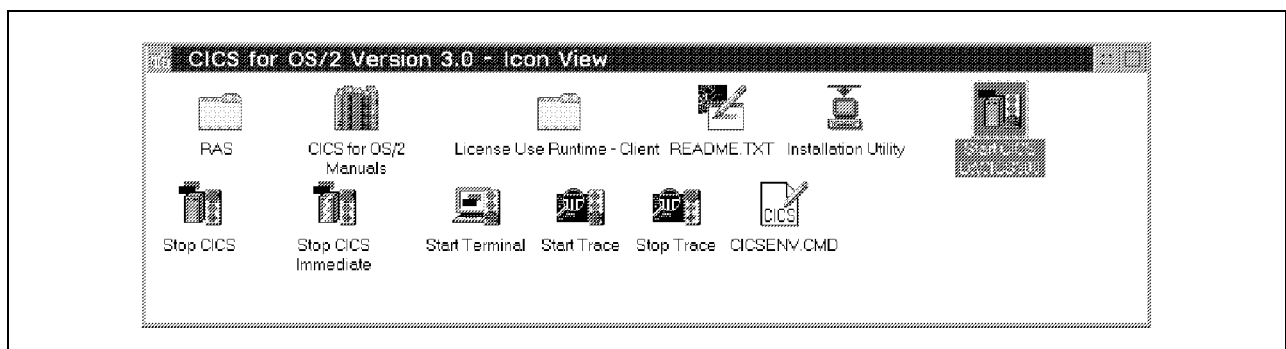 CICS for OS/2 Version 3.0 - Icon View
RAS
CICS for OS/2
Manuals
License Use Runtime - Client
README.TXT
Installation Utility
Stop CICS
Stop CICS
Immediate
Start Terminal
Start Trace
Stop Trace
CICS
CICSENV.CMD